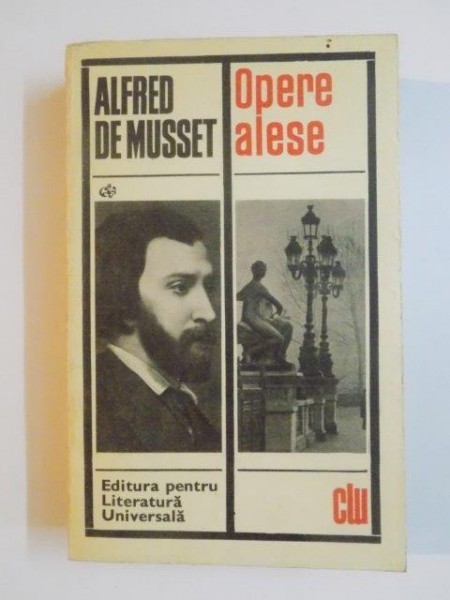 ALFRED
DE MUSSET
Opere
alese
Editura pentru
Literatură
Universală
clu